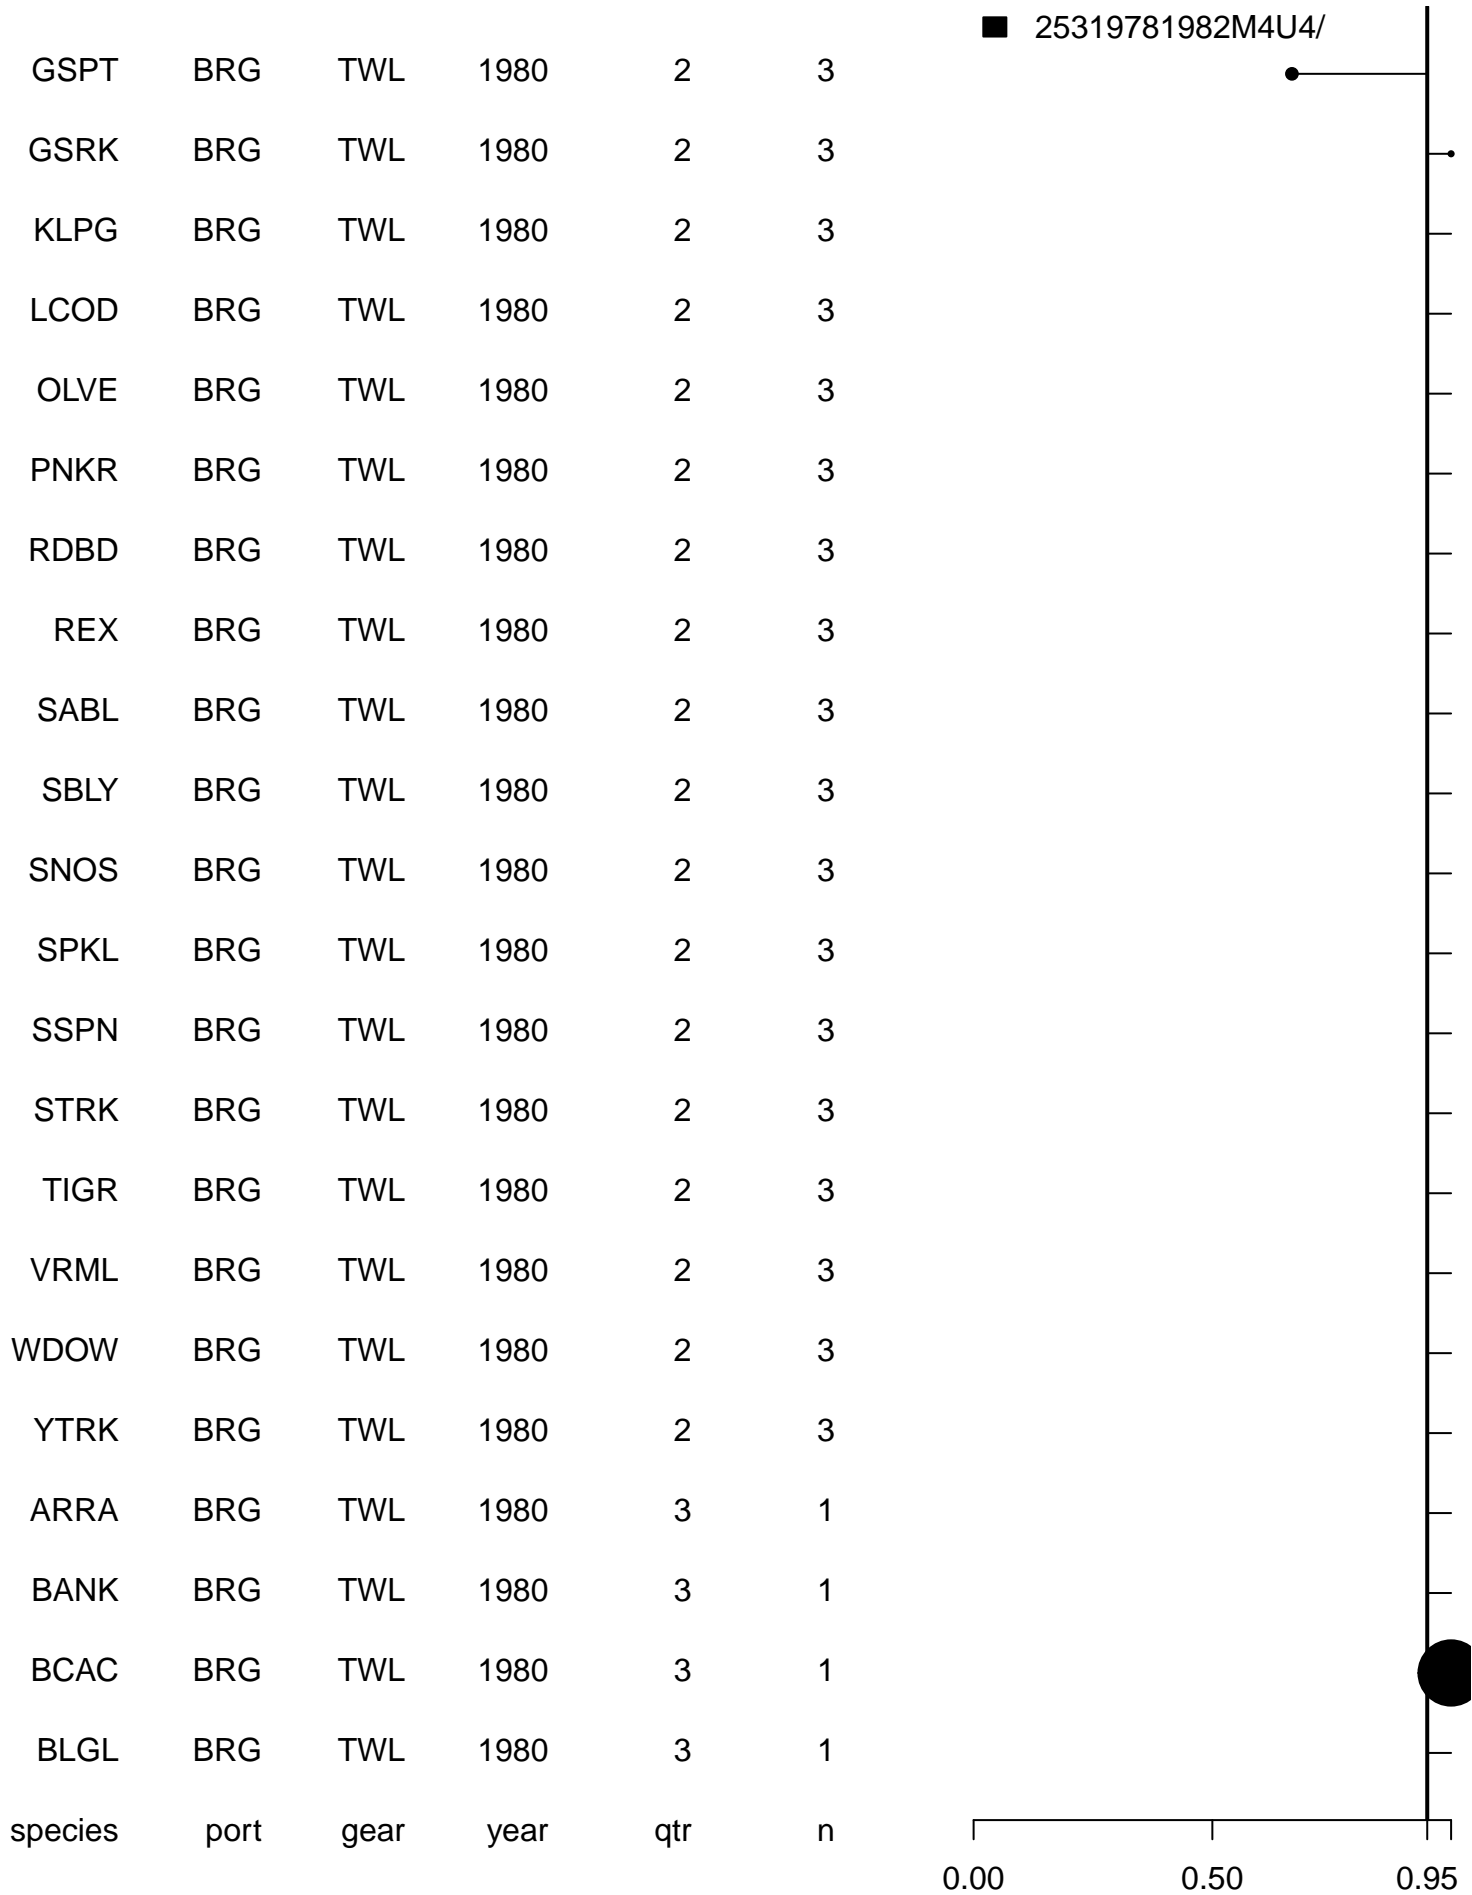 25319781982M4U4/
GSPT BRG TWL 1980 2 3
GSRK BRG TWL 1980 2 3
KLPG BRG TWL 1980 2 3
LCOD BRG TWL 1980 2 3
OLVE BRG TWL 1980 2 3
PNKR BRG TWL 1980 2 3
RDBD BRG TWL 1980 2 3
REX BRG TWL 1980 2 3
SABL BRG TWL 1980 2 3
SBLY BRG TWL 1980 2 3
SNOS BRG TWL 1980 2 3
SPKL BRG TWL 1980 2 3
SSPN BRG TWL 1980 2 3
STRK BRG TWL 1980 2 3
TIGR BRG TWL 1980 2 3
VRML BRG TWL 1980 2 3
WDOW BRG TWL 1980 2 3
YTRK BRG TWL 1980 2 3
ARRA BRG TWL 1980 3 1
BANK BRG TWL 1980 3 1
BCAC BRG TWL 1980 3 1
BLGL BRG TWL 1980 3 1
species port gear year qtr n
0.00 0.50 0.95